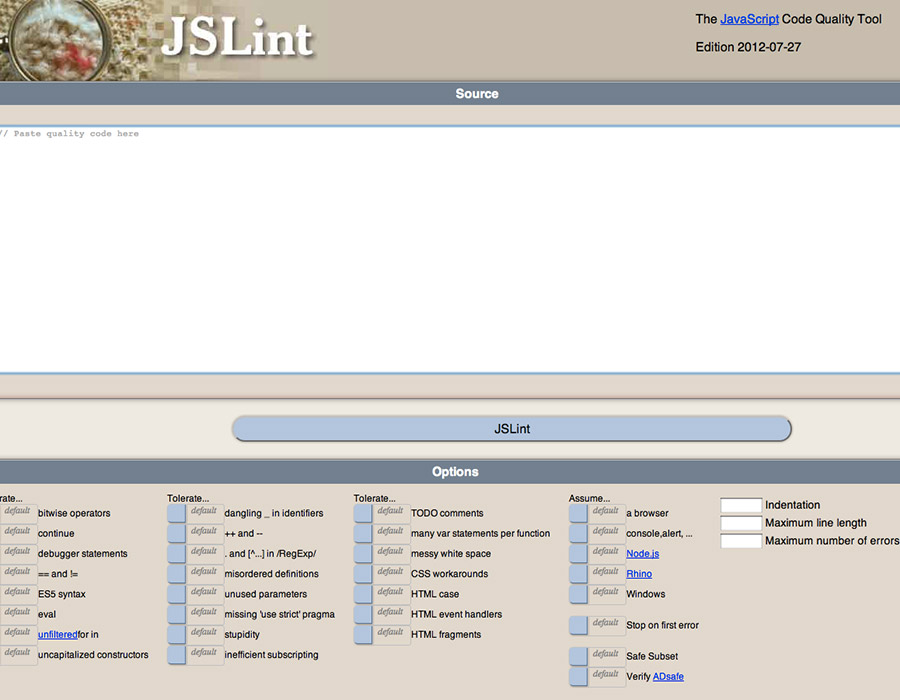 JSLint
The JavaScript Code Quality Tool
Edition 2012-07-27
Source
// Paste quality code here
JSLint
Options
rate...
default bitwise operators
default continue
default debugger statements
default == and !=
default ES5 syntax
default eval
default unfilteredfor in
default uncapitalized constructors
Tolerate...
default dangling _ in identifiers
default ++ and --
default . and [^...] in /RegExp/
default misordered definitions
default unused parameters
default missing 'use strict' pragma
default stupidity
default inefficient subscripting
Tolerate...
default TODO comments
default many var statements per function
default messy white space
default CSS workarounds
default HTML case
default HTML event handlers
default HTML fragments
Assume...
default a browser
default console,alert, ...
default Node.js
default Rhino
default Windows
default Stop on first error
default Safe Subset
default Verify ADsafe
Indentation
Maximum line length
Maximum number of errors